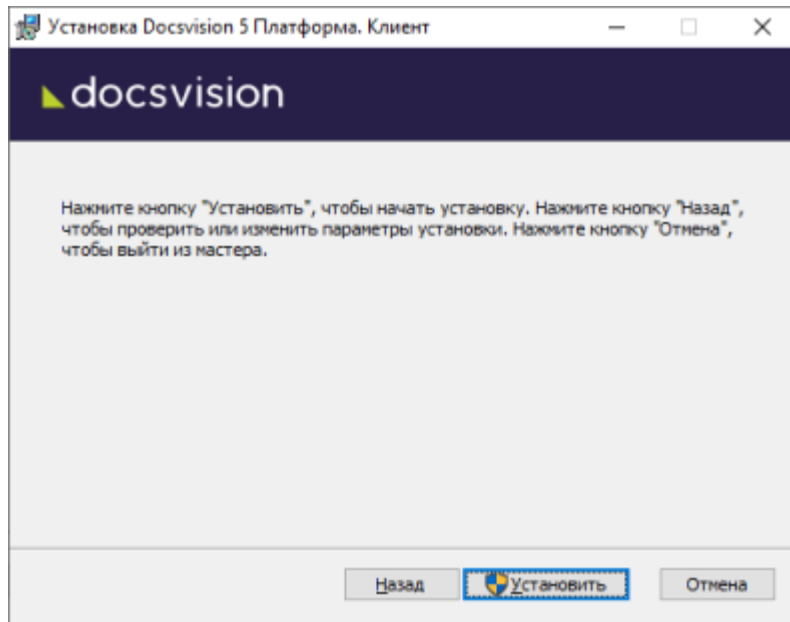 Установка Docsvision 5 Платформа. Клиент
docsvision
Нажмите кнопку "Установить", чтобы начать установку. Нажмите кнопку "Назад",
чтобы проверить или изменить параметры установки. Нажмите кнопку "Отмена",
чтобы выйти из мастера.
Назад
Установить
Отмена